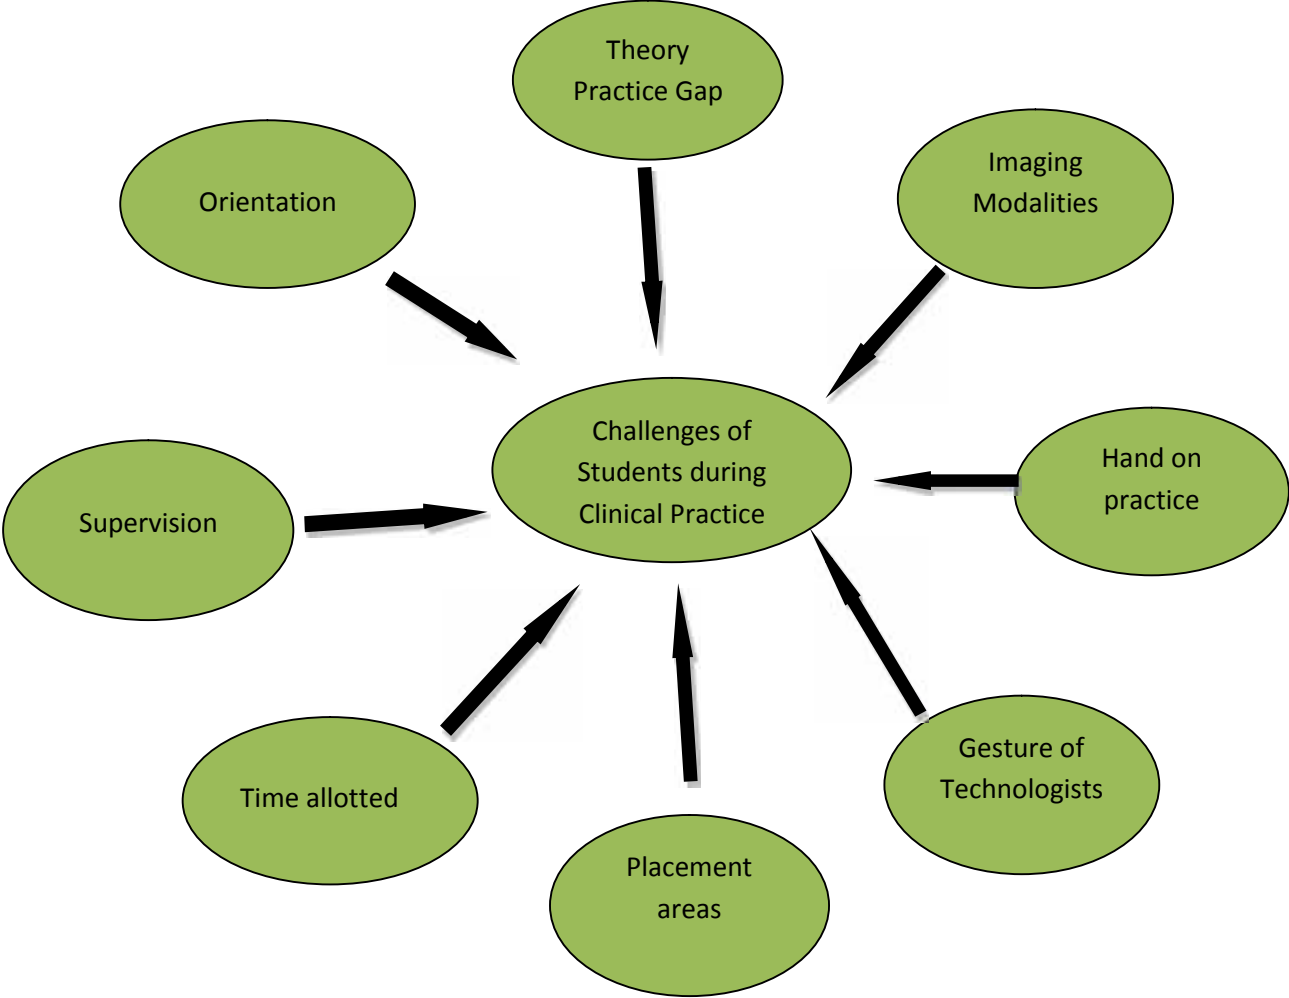 Theory
Practice Gap
Imaging
Modalities
Orientation
Challenges of
Students during
Clinical Practice
Hand on
practice
Supervision
Gesture of
Technologists
Time allotted
Placement
areas